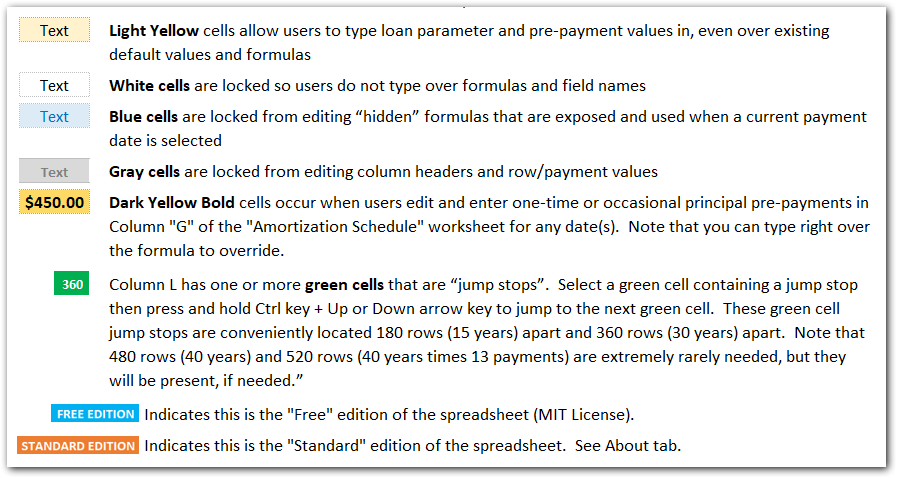 Text Light Yellow cells allow users to type loan parameter and pre-payment values in, even over existing
default values and formulas
Text White cells are locked so users do not type over formulas and field names
Text Blue cells are locked from editing “hidden” formulas that are exposed and used when a current payment
date is selected
Text Gray cells are locked from editing column headers and row/payment values
$450.00 Dark Yellow Bold cells occur when users edit and enter one-time or occasional principal pre-payments in
Column "G" of the "Amortization Schedule" worksheet for any date(s). Note that you can type right over
the formula to override.
360 Column L has one or more green cells that are “jump stops”. Select a green cell containing a jump stop
then press and hold Ctrl key + Up or Down arrow key to jump to the next green cell. These green cell
jump stops are conveniently located 180 rows (15 years) apart and 360 rows (30 years) apart. Note that
480 rows (40 years) and 520 rows (40 years times 13 payments) are extremely rarely needed, but they
will be present, if needed.”
FREE EDITION Indicates this is the "Free" edition of the spreadsheet (MIT License).
STANDARD EDITION Indicates this is the "Standard" edition of the spreadsheet. See About tab.